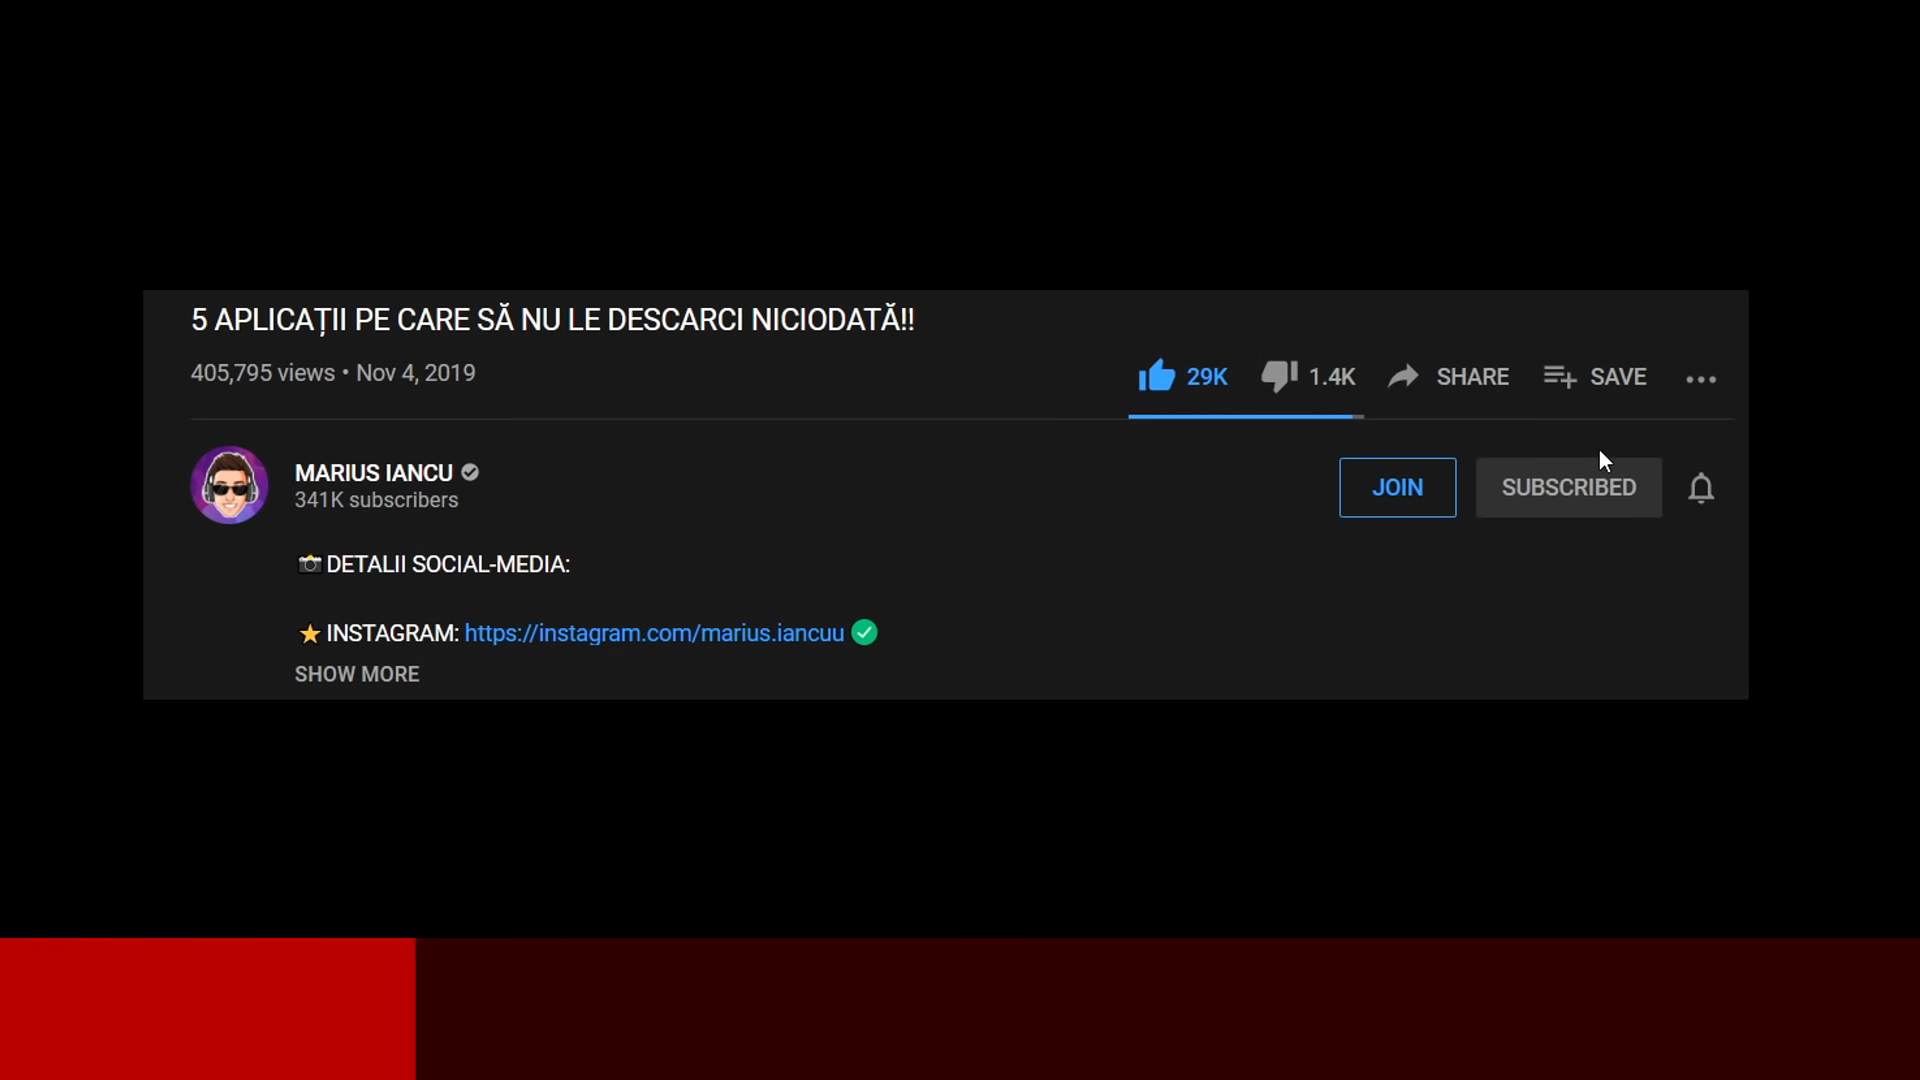 5 APLICAȚII PE CARE SĂ NU LE DESCARCI NICIODATĂ!!
405,795 views • Nov 4, 2019
29K 1.4K SHARE SAVE
MARIUS IANCU
341K subscribers
JOIN SUBSCRIBED
DETALII SOCIAL-MEDIA:
INSTAGRAM: https://instagram.com/marius.iancuu
SHOW MORE